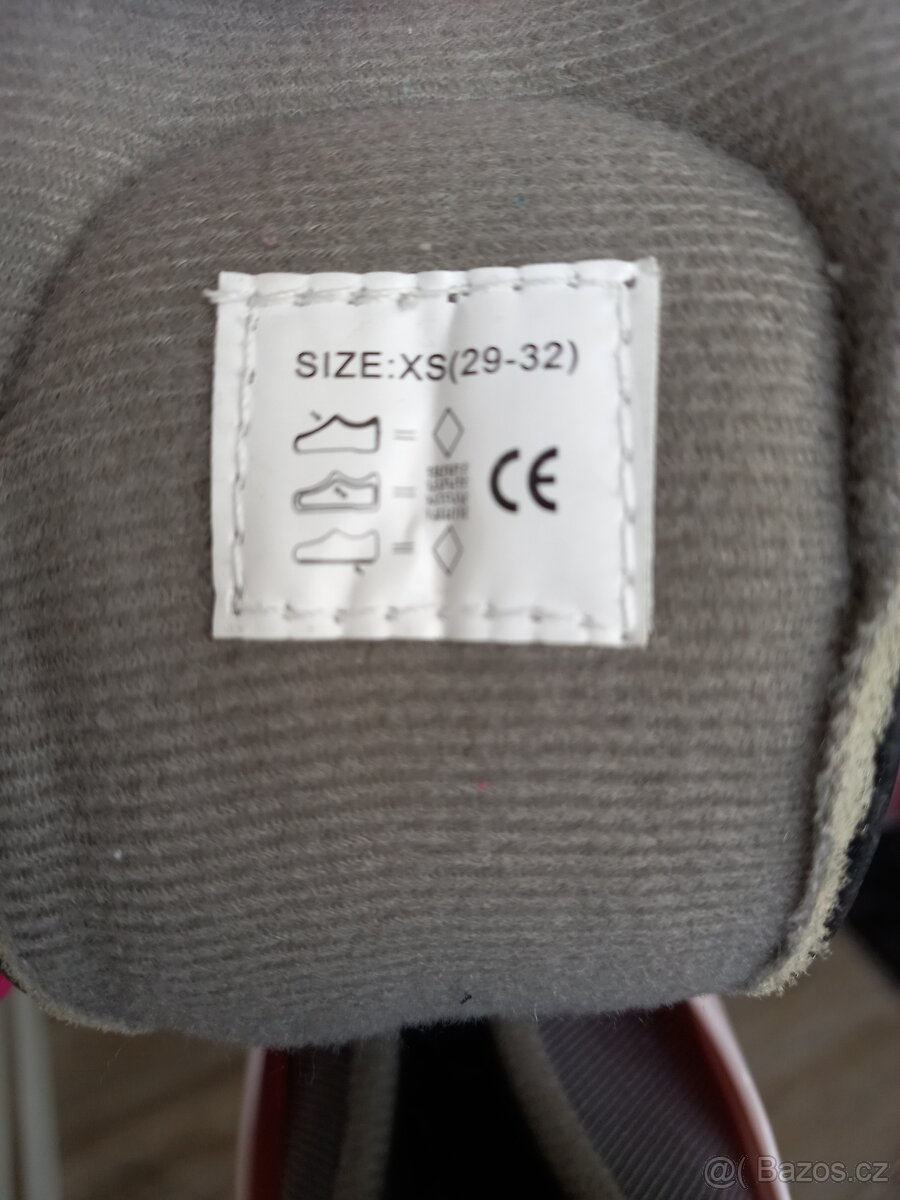 SIZE:XS(29-32)
=
= CE
=
@( Bazos.cz